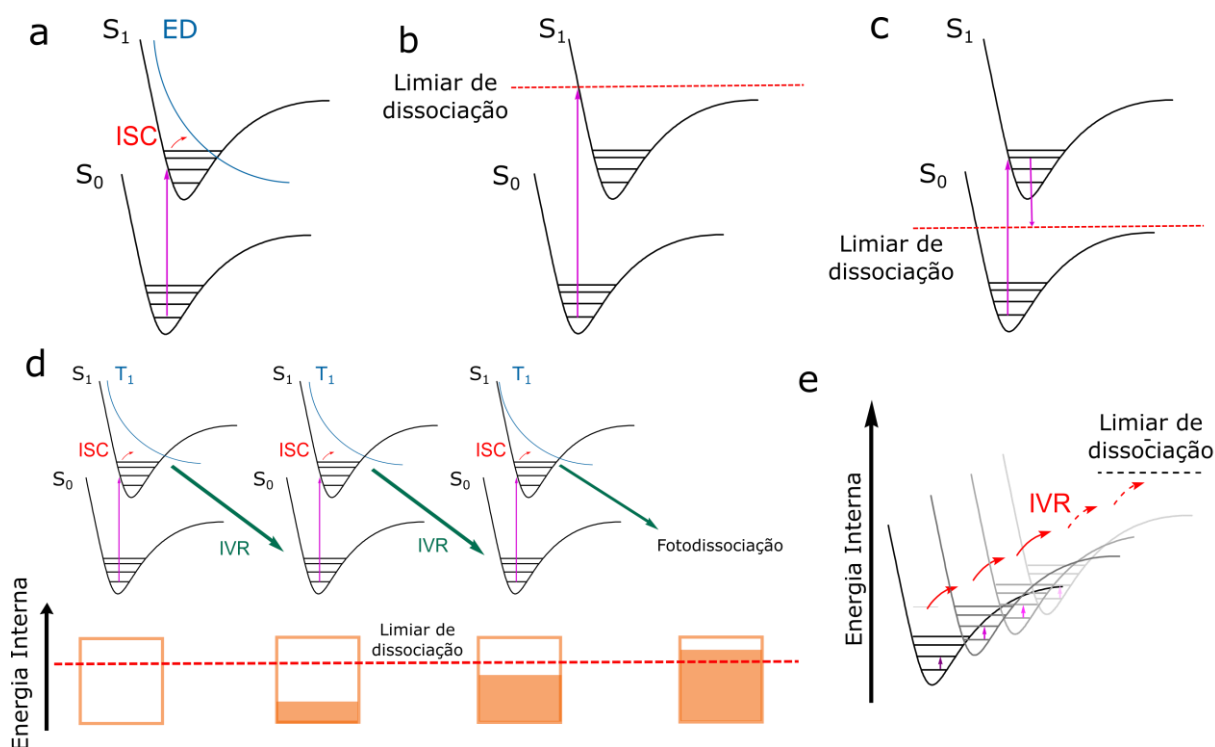 a
S1
ED
ISC
S0
b
S1
Limiar de
dissociação
S0
c
S1
S0
Limiar de
dissociação
d
S1
T1
ISC
S0
IVR
S1
T1
ISC
S0
IVR
S1
T1
ISC
S0
Fotodissociação
Energia Interna
Limiar de
dissociação
e
Energia Interna
IVR
Limiar de
dissociação